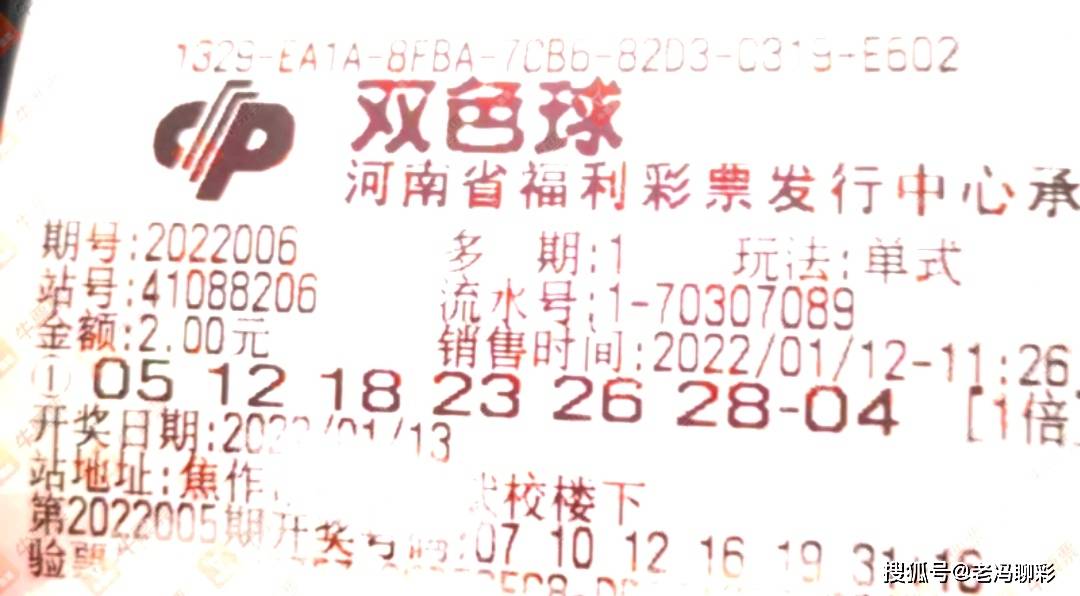 1329-EA1A-8FBA-7CB6-82D3-C319-E602
双色球
河南省福利彩票发行中心承
期号:2022006 多 期:1 玩法:单式
站号:41088206 流水号:1-70307089
金额:2.00元 销售时间:2022/01/12-11:26
① 05 12 18 23 26 28-04 [1倍]
开奖日期:2022/01/13
站地址:焦作 校楼下
第2022005期开奖号码:07 10 12 16 19 31+16
验票
搜狐号@老冯聊彩